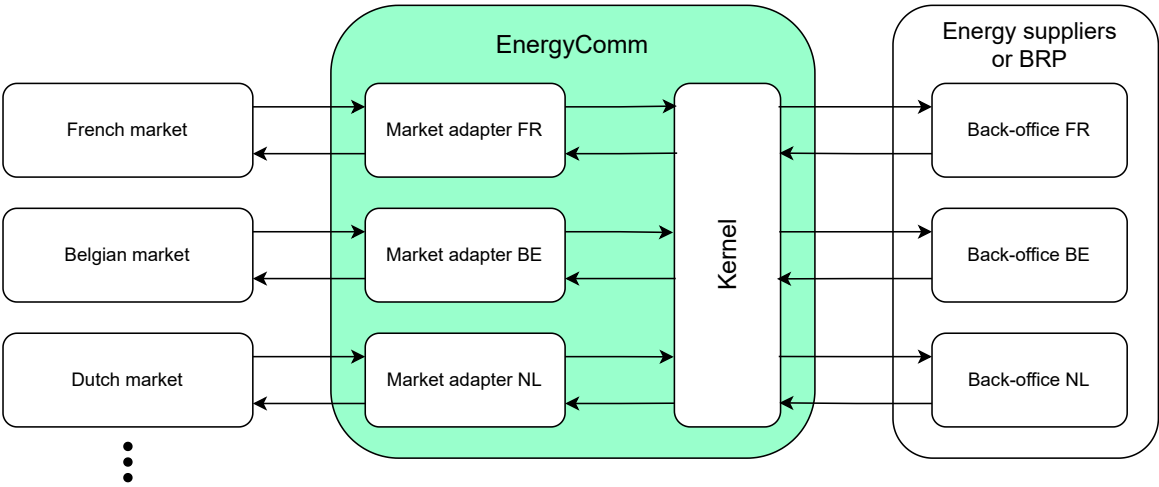 EnergyComm
Energy suppliers
or BRP
French market
Market adapter FR
Back-office FR
Belgian market
Market adapter BE
Kernel
Back-office BE
Dutch market
Market adapter NL
Back-office NL